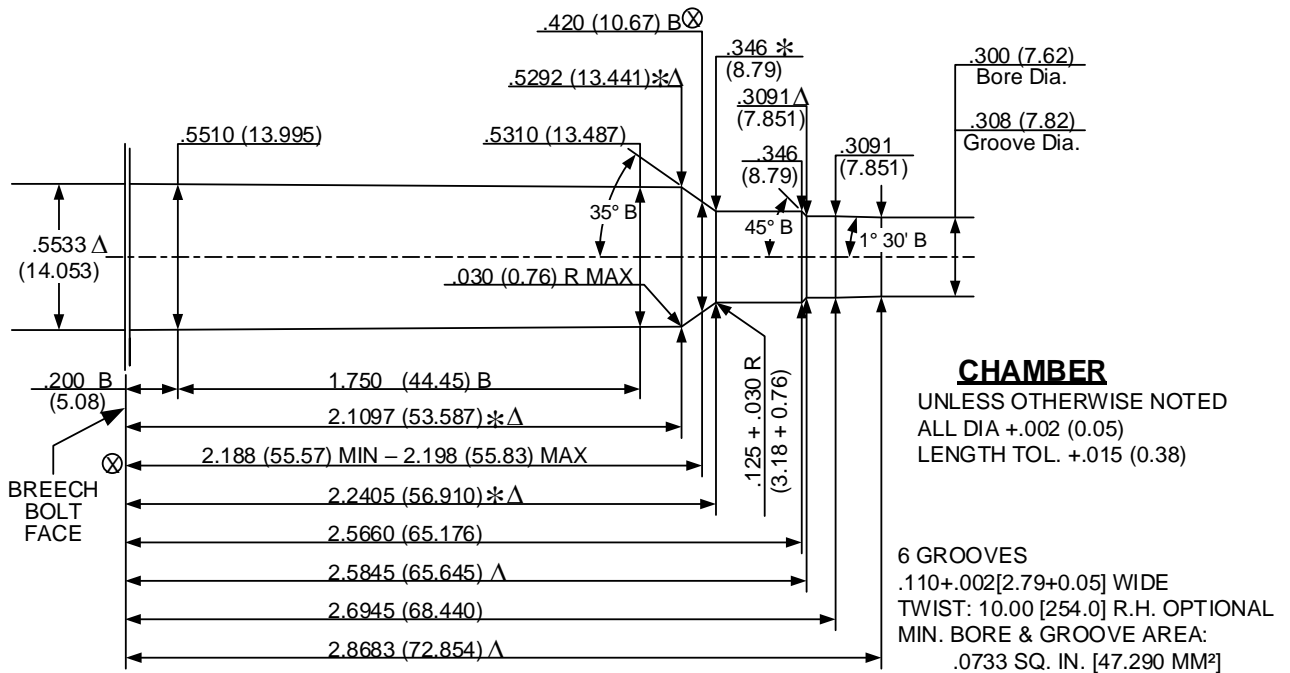 .420 (10.67) B Ⓧ
.346 ✻
(8.79)
.300 (7.62)
Bore Dia.
.5292 (13.441)✻Δ
.3091Δ
(7.851)
.5510 (13.995)
.5310 (13.487)
.308 (7.82)
Groove Dia.
.346
(8.79)
.3091
(7.851)
35° B
45° B
1° 30' B
.5533 Δ
(14.053)
.030 (0.76) R MAX
.200 B
(5.08)
1.750 (44.45) B
2.1097 (53.587)✻Δ
Ⓧ
2.188 (55.57) MIN – 2.198 (55.83) MAX
BREECH
BOLT
FACE
2.2405 (56.910)✻Δ
2.5660 (65.176)
2.5845 (65.645) Δ
2.6945 (68.440)
2.8683 (72.854) Δ
.125 + .030 R
(3.18 + 0.76)
CHAMBER
UNLESS OTHERWISE NOTED
ALL DIA +.002 (0.05)
LENGTH TOL. +.015 (0.38)
6 GROOVES
.110+.002[2.79+0.05] WIDE
TWIST: 10.00 [254.0] R.H. OPTIONAL
MIN. BORE & GROOVE AREA:
.0733 SQ. IN. [47.290 MM²]